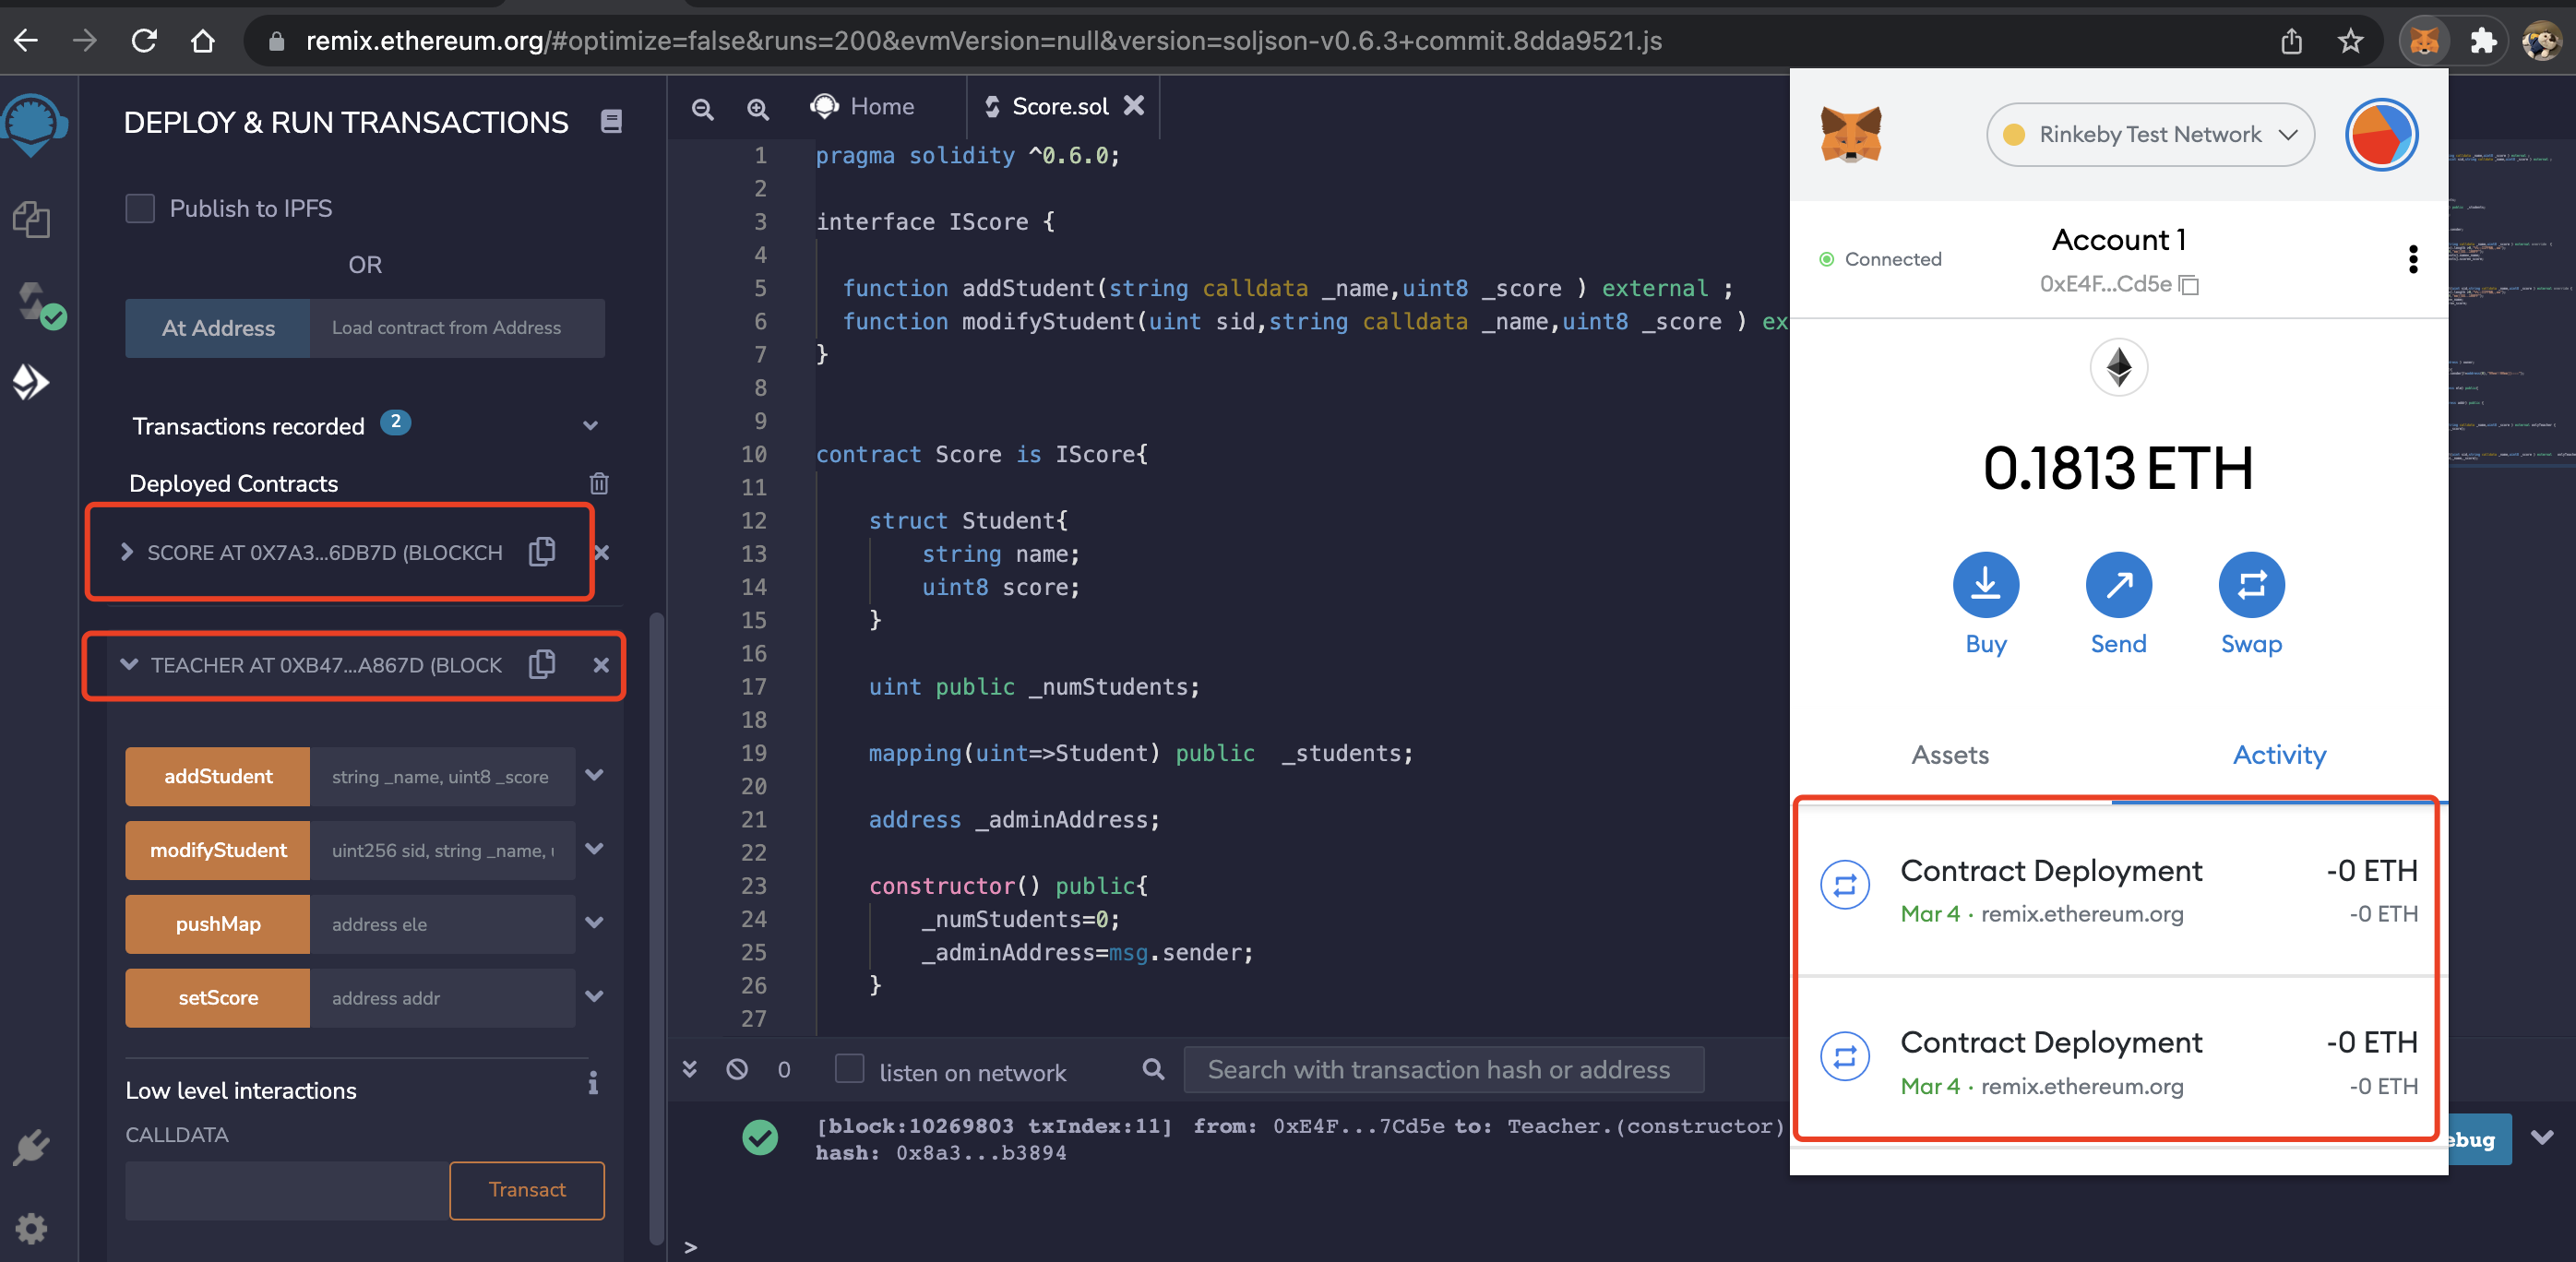 remix.ethereum.org/#optimize=false&runs=200&evmVersion=null&version=soljson-v0.6.3+commit.8dda9521.js
DEPLOY & RUN TRANSACTIONS
Publish to IPFS
OR
At Address
Load contract from Address
Transactions recorded 2
Deployed Contracts
SCORE AT 0X7A3...6DB7D (BLOCKCH
TEACHER AT 0XB47...A867D (BLOCK
addStudent
string _name, uint8 _score
modifyStudent
uint256 sid, string _name, u
pushMap
address ele
setScore
address addr
Low level interactions
i
CALLDATA
Transact
Home
Score.sol
1 pragma solidity ^0.6.0;
2
3 interface IScore {
4
5 function addStudent(string calldata _name,uint8 _score ) external ;
6 function modifyStudent(uint sid,string calldata _name,uint8 _score ) ex
7 }
8
9
10 contract Score is IScore{
11
12 struct Student{
13 string name;
14 uint8 score;
15 }
16
17 uint public _numStudents;
18
19 mapping(uint=>Student) public  _students;
20
21 address _adminAddress;
22
23 constructor() public{
24 _numStudents=0;
25 _adminAddress=msg.sender;
26 }
27
0
listen on network
Search with transaction hash or address
[block:10269803 txIndex:11] from: 0xE4F...7Cd5e to: Teacher.(constructor)
hash: 0x8a3...b3894
>
ebug
Rinkeby Test Network
Connected
Account 1
0xE4F...Cd5e
0.1813 ETH
Buy
Send
Swap
Assets
Activity
Contract Deployment
-0 ETH
Mar 4 · remix.ethereum.org
-0 ETH
Contract Deployment
-0 ETH
Mar 4 · remix.ethereum.org
-0 ETH